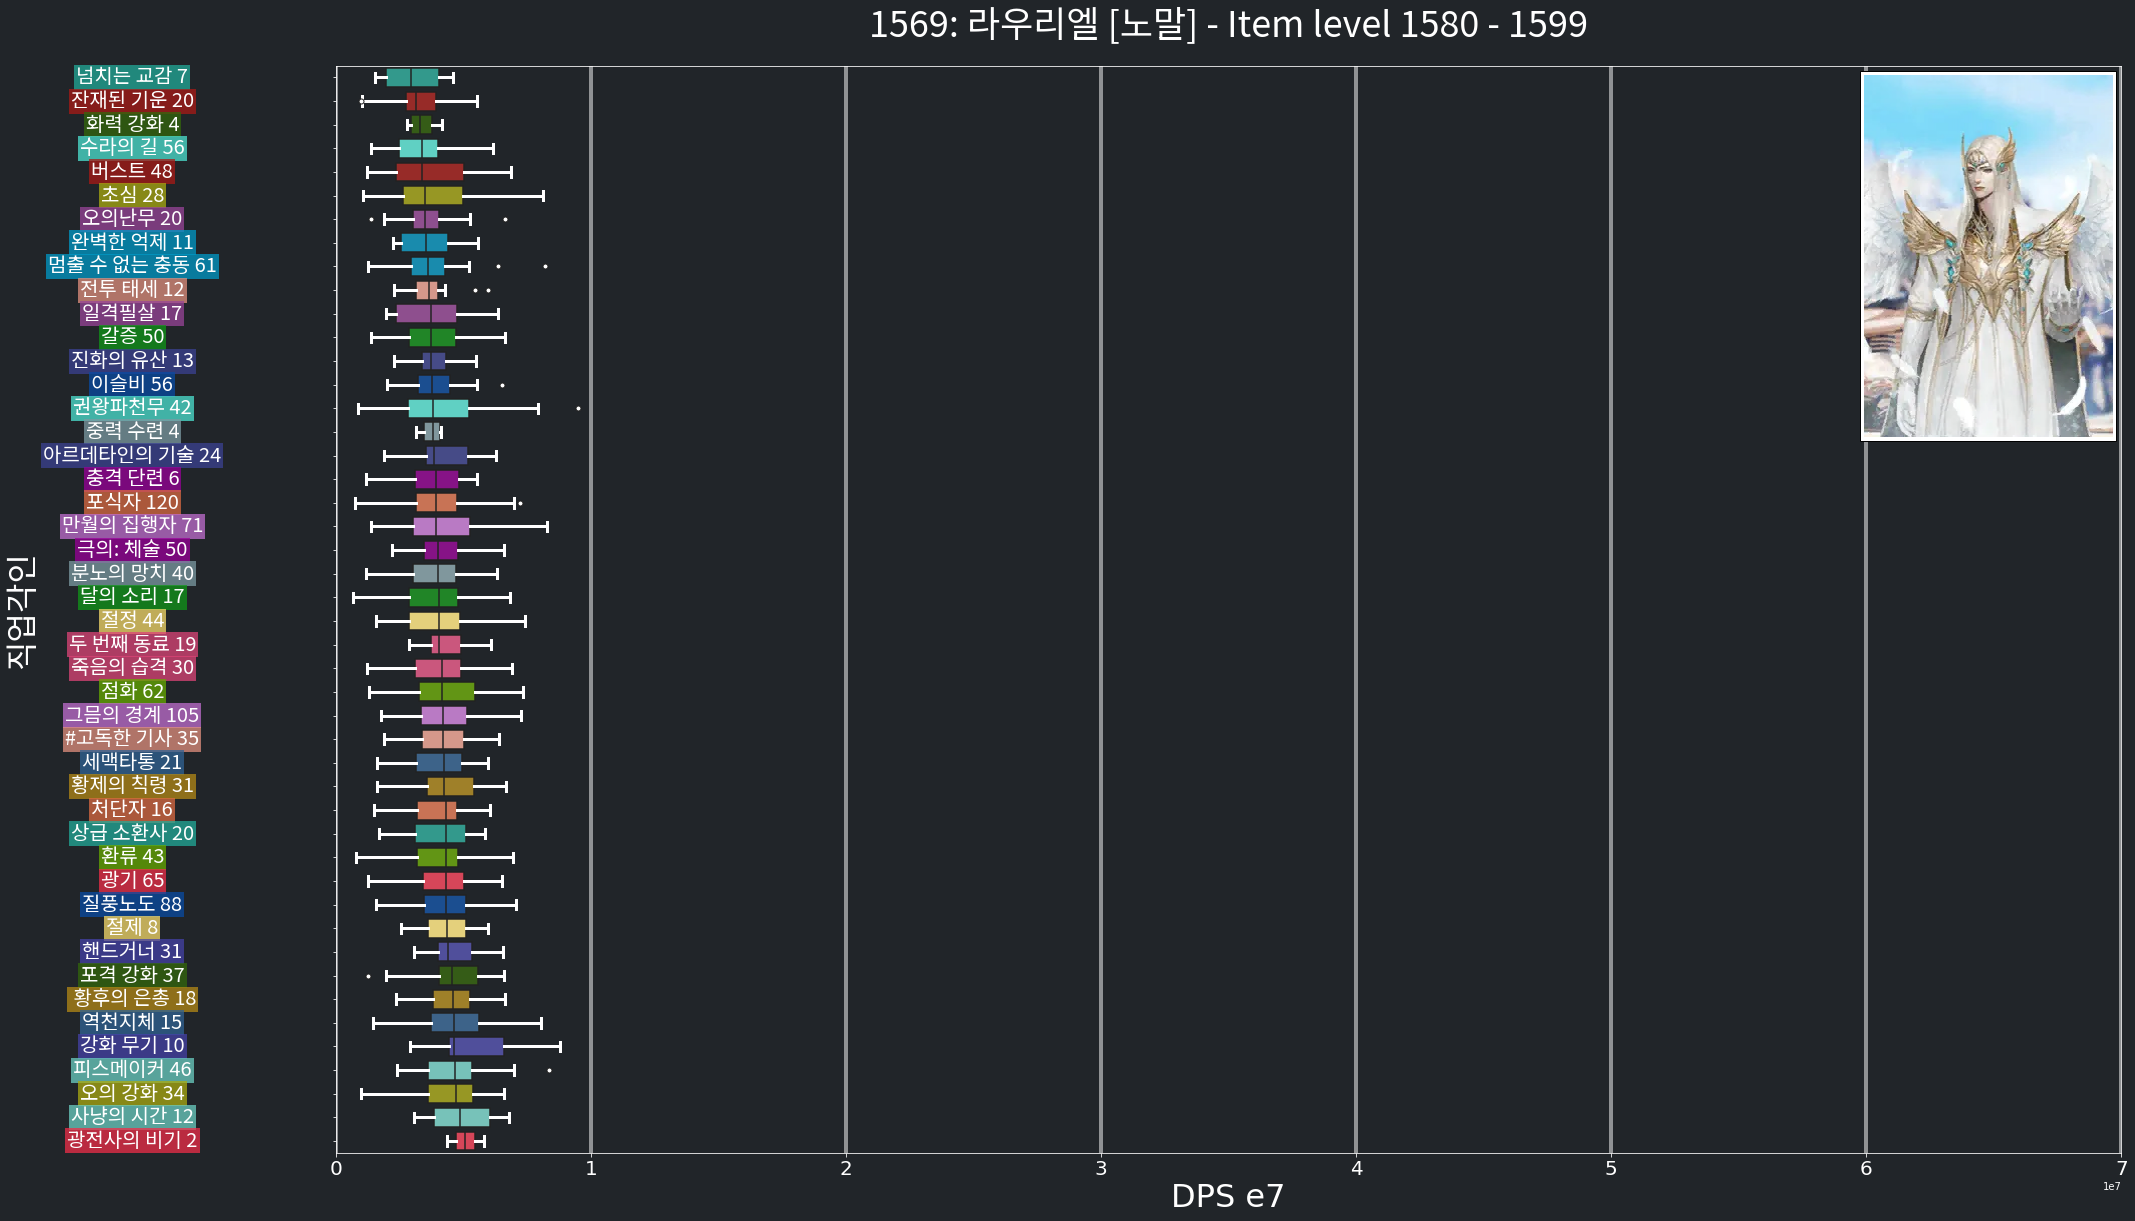 1569: 라우리엘 [노말] - Item level 1580 - 1599
넘치는 교감 7
잔재된 기운 20
화력 강화 4
수라의 길 56
버스트 48
초심 28
오의난무 20
완벽한 억제 11
멈출 수 없는 충동 61
전투 태세 12
일격필살 17
갈증 50
진화의 유산 13
이슬비 56
권왕파천무 42
중력 수련 4
아르데타인의 기술 24
충격 단련 6
포식자 120
만월의 집행자 71
극의: 체술 50
분노의 망치 40
달의 소리 17
절정 44
두 번째 동료 19
죽음의 습격 30
점화 62
그믐의 경계 105
#고독한 기사 35
세맥타통 21
황제의 칙령 31
처단자 16
상급 소환사 20
환류 43
광기 65
질풍노도 88
절제 8
핸드거너 31
포격 강화 37
황후의 은총 18
역천지체 15
강화 무기 10
피스메이커 46
오의 강화 34
사냥의 시간 12
광전사의 비기 2
직업각인
0 1 2 3 4 5 6 7
1e7
DPS e7